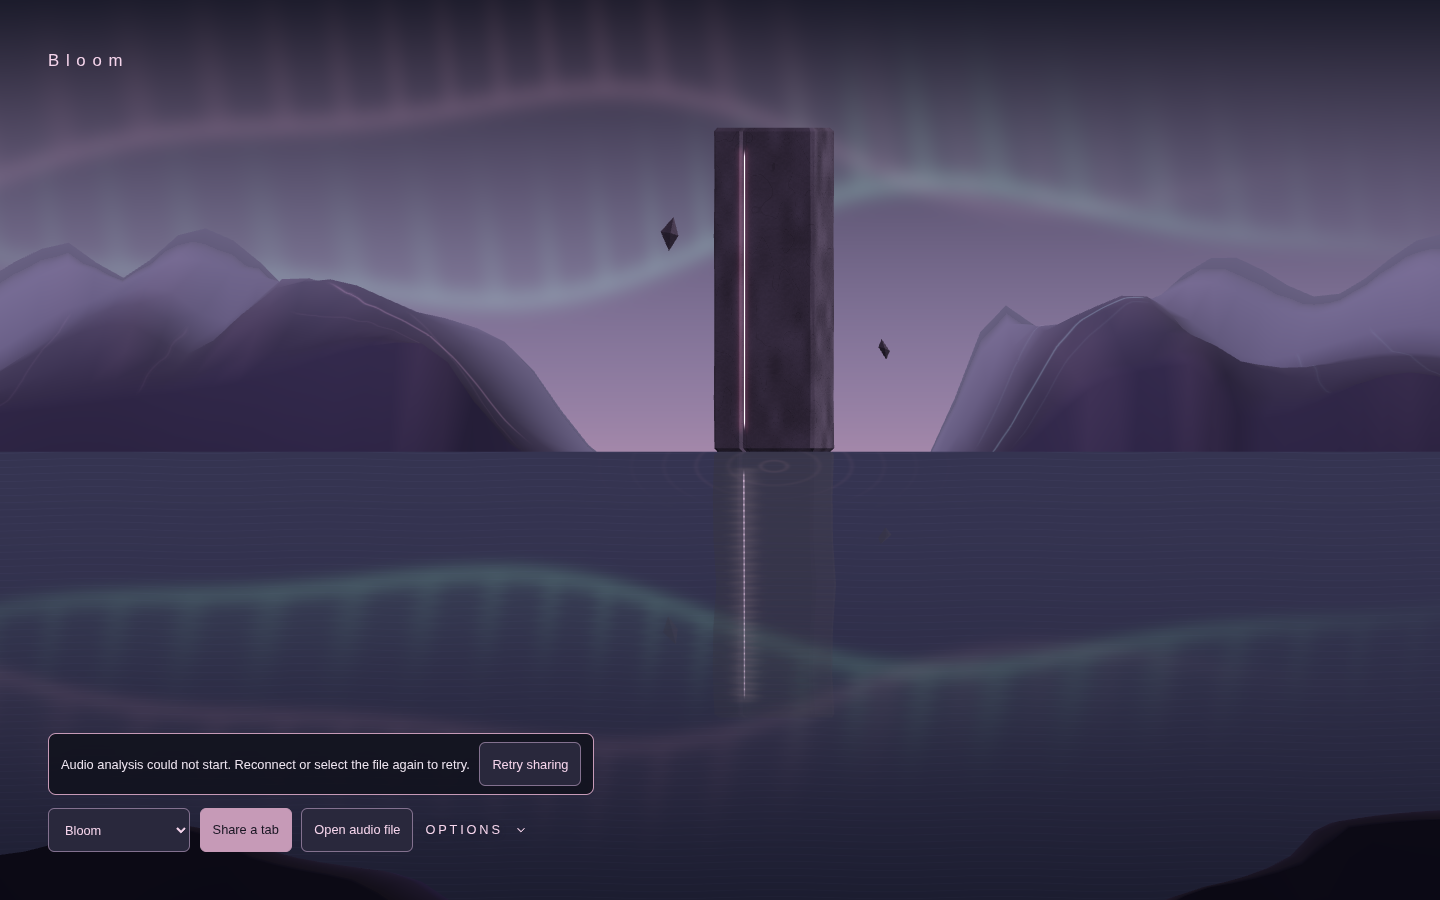 Bloom
Audio analysis could not start. Reconnect or select the file again to retry.
Retry sharing
Bloom
Share a tab
Open audio file
OPTIONS